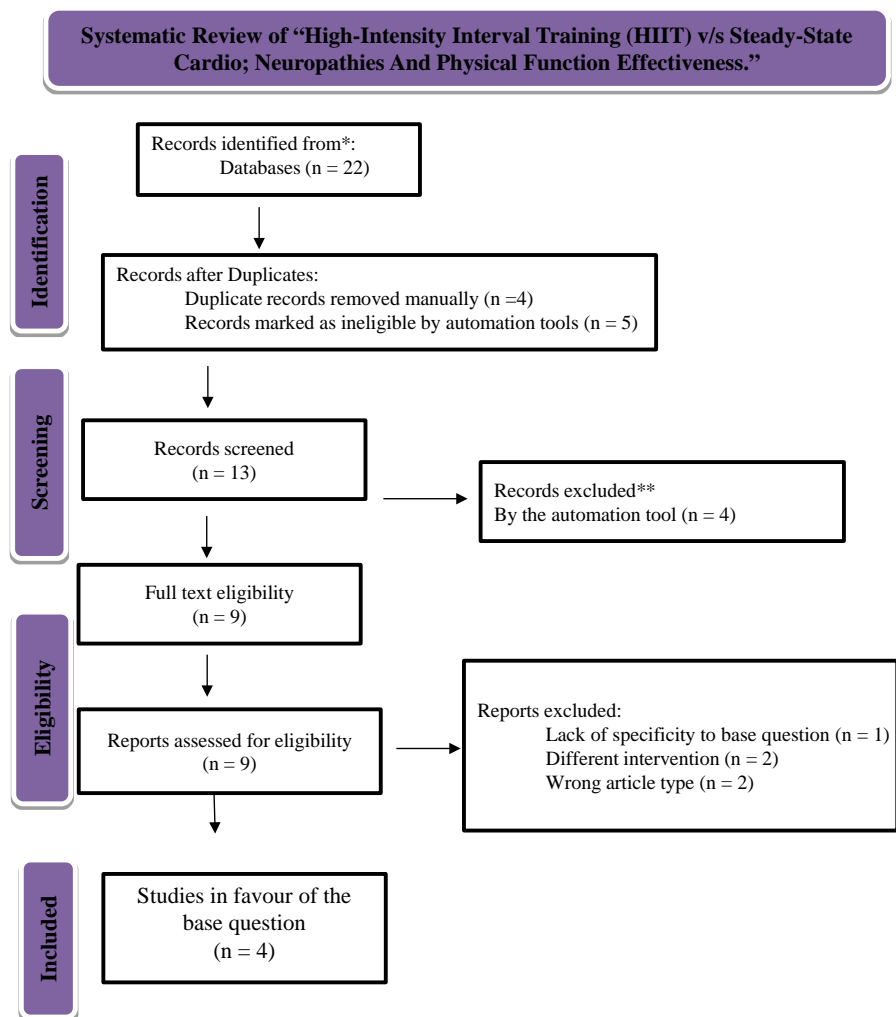 Systematic Review of “High-Intensity Interval Training (HIIT) v/s Steady-State
Cardio; Neuropathies And Physical Function Effectiveness.”
Identification
Records identified from*:
Databases (n = 22)
Records after Duplicates:
Duplicate records removed manually (n =4)
Records marked as ineligible by automation tools (n = 5)
Screening
Records screened
(n = 13)
Records excluded**
By the automation tool (n = 4)
Full text eligibility
(n = 9)
Eligibility
Reports assessed for eligibility
(n = 9)
Reports excluded:
Lack of specificity to base question (n = 1)
Different intervention (n = 2)
Wrong article type (n = 2)
Included
Studies in favour of the
base question
(n = 4)